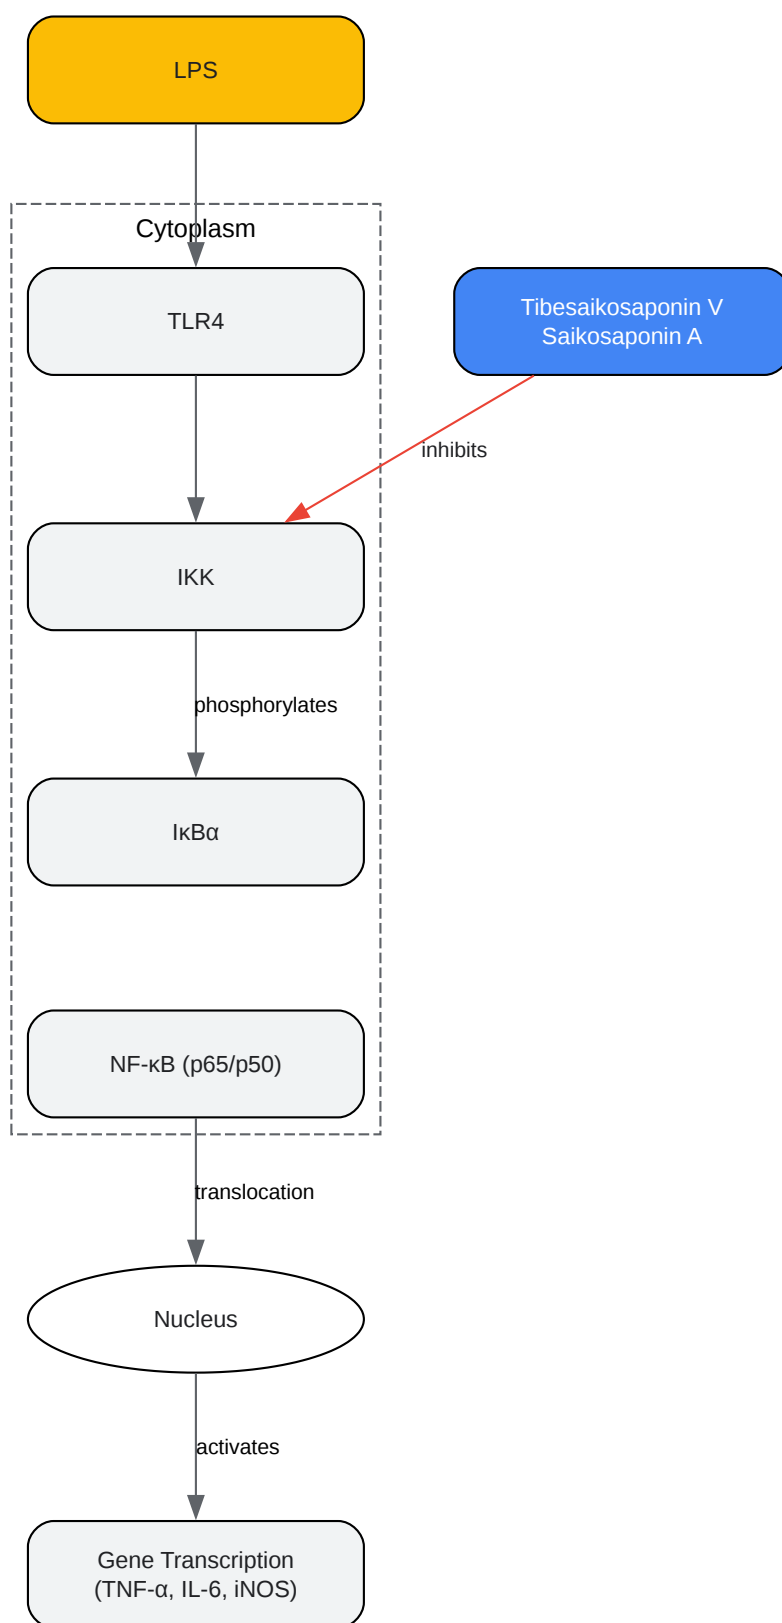 LPS
Cytoplasm
TLR4
Tibesaikosaponin V
Saikosaponin A
inhibits
IKK
phosphorylates
IκBα
NF-κB (p65/p50)
translocation
Nucleus
activates
Gene Transcription
(TNF-α, IL-6, iNOS)